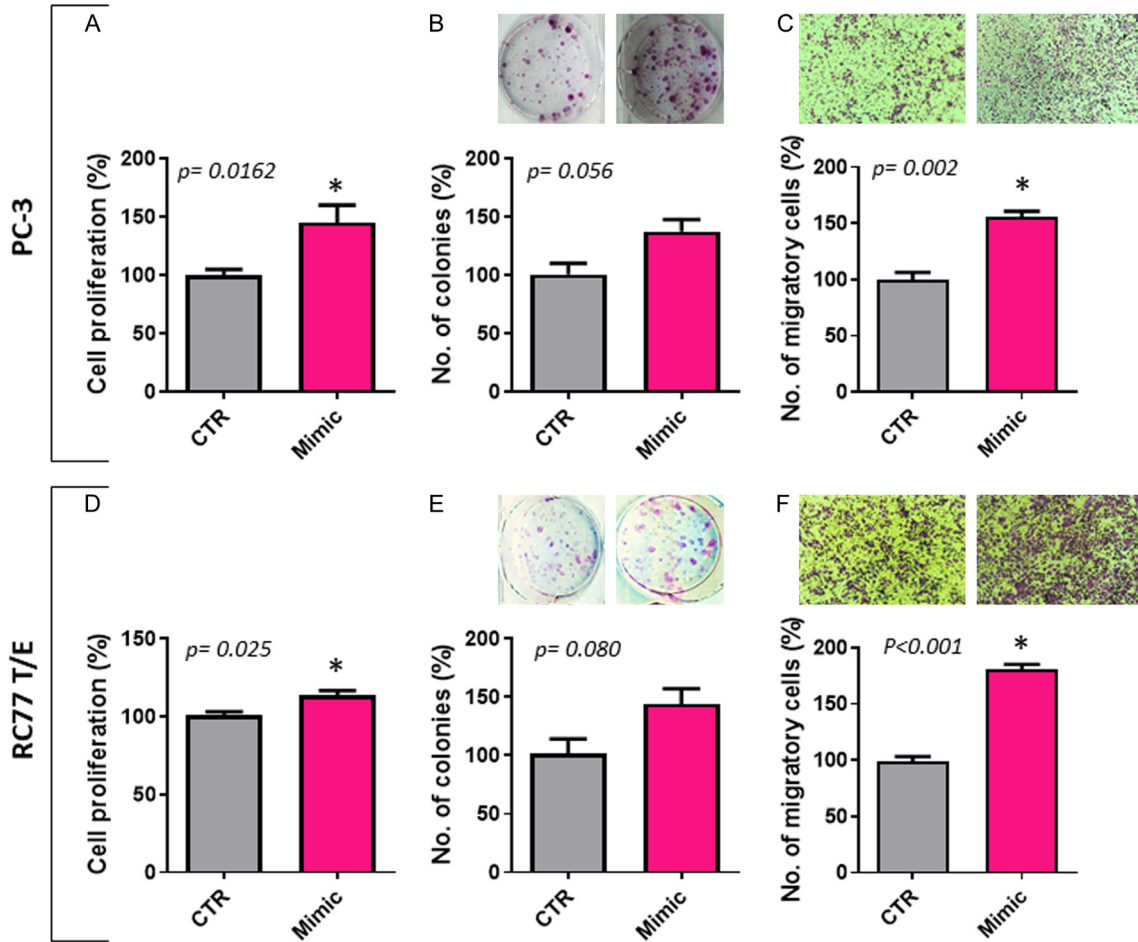 PC-3
A
Cell proliferation (%)
200
150
100
50
0
p= 0.0162
*
CTR
Mimic
B
No. of colonies (%)
200
150
100
50
0
p= 0.056
CTR
Mimic
C
No. of migratory cells (%)
200
150
100
50
0
p= 0.002
*
CTR
Mimic
RC77 T/E
D
Cell proliferation (%)
150
100
50
0
p= 0.025
*
CTR
Mimic
E
No. of colonies (%)
200
150
100
50
0
p= 0.080
CTR
Mimic
F
No. of migratory cells (%)
200
150
100
50
0
P<0.001
*
CTR
Mimic